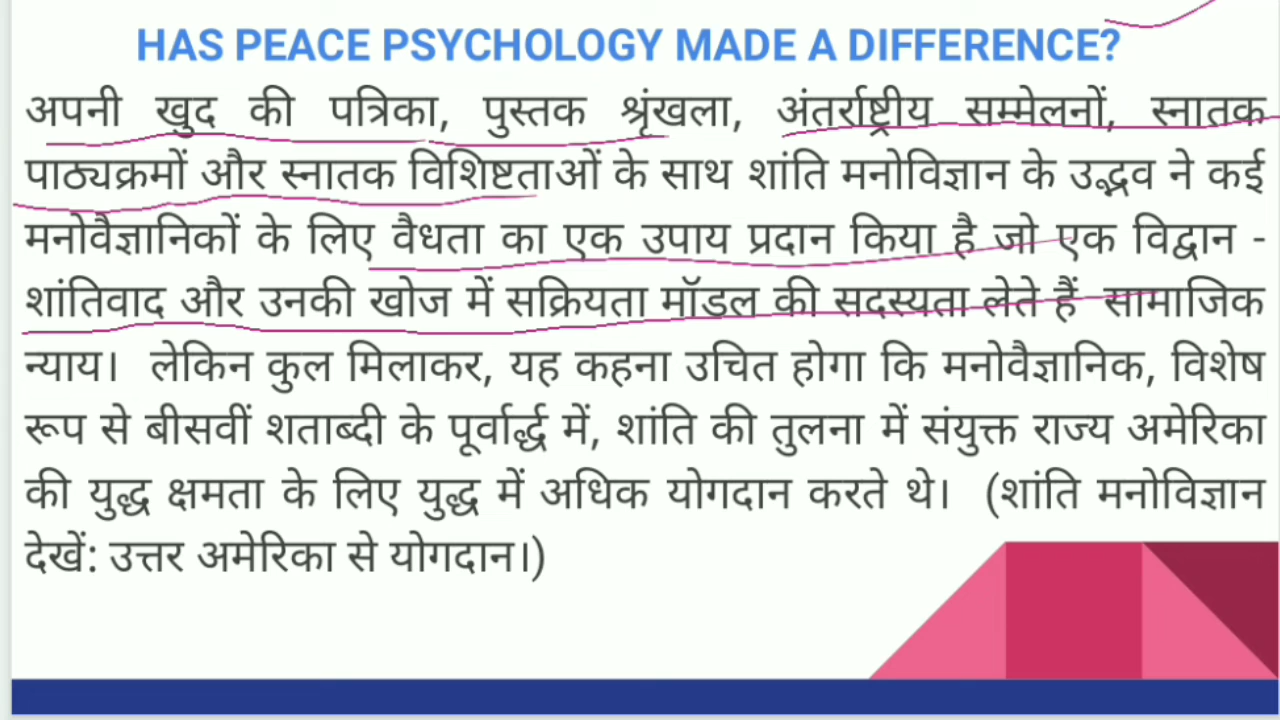 HAS PEACE PSYCHOLOGY MADE A DIFFERENCE?
अपनी खुद की पत्रिका, पुस्तक श्रृंखला, अंतर्राष्ट्रीय सम्मेलनों, स्नातक
पाठ्यक्रमों और स्नातक विशिष्टताओं के साथ शांति मनोविज्ञान के उद्भव ने कई
मनोवैज्ञानिकों के लिए वैधता का एक उपाय प्रदान किया है जो एक विद्वान -
शांतिवाद और उनकी खोज में सक्रियता मॉडल की सदस्यता लेते हैं सामाजिक
न्याय। लेकिन कुल मिलाकर, यह कहना उचित होगा कि मनोवैज्ञानिक, विशेष
रूप से बीसवीं शताब्दी के पूर्वार्द्ध में, शांति की तुलना में संयुक्त राज्य अमेरिका
की युद्ध क्षमता के लिए युद्ध में अधिक योगदान करते थे। (शांति मनोविज्ञान
देखें: उत्तर अमेरिका से योगदान।)